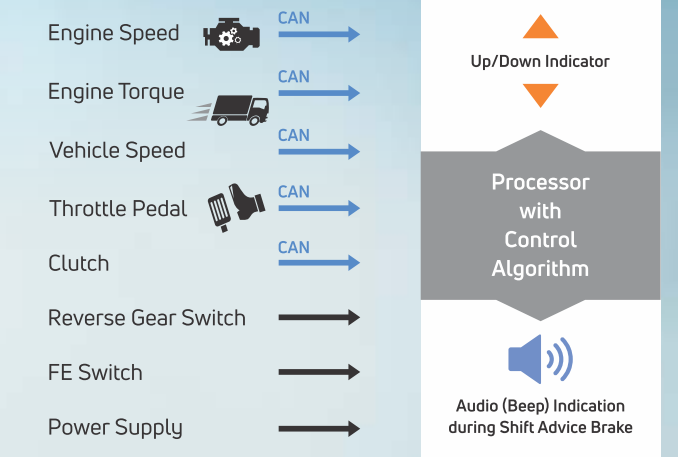 Engine Speed
CAN
Engine Torque
CAN
Vehicle Speed
CAN
Throttle Pedal
CAN
Clutch
CAN
Reverse Gear Switch
FE Switch
Power Supply
Up/Down Indicator
Processor
with
Control
Algorithm
Audio (Beep) Indication
during Shift Advice Brake